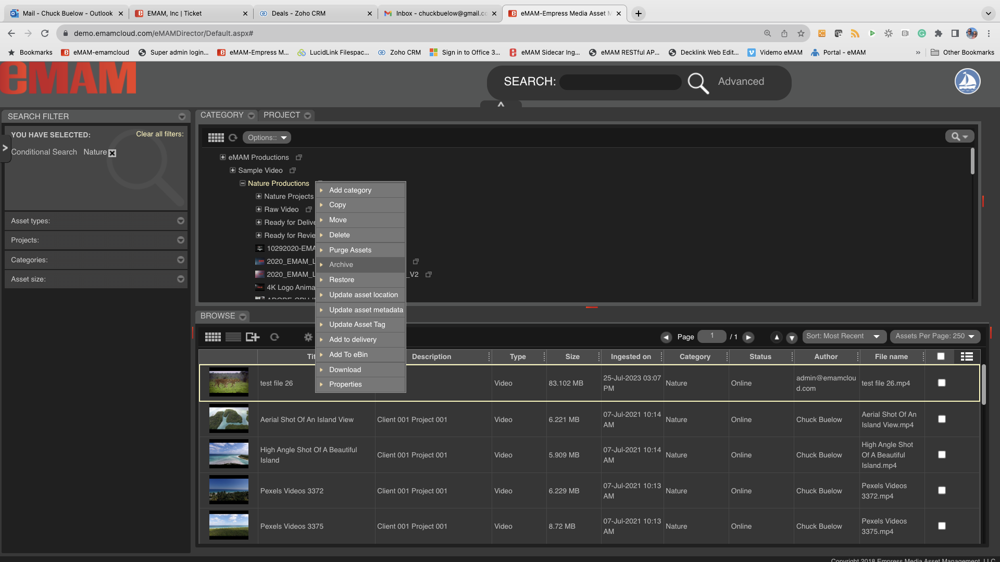 Mail - Chuck Buelow - Outlook
EMAM, Inc | Ticket
Deals - Zoho CRM
Inbox - chuckbuelow@gmail.c
eMAM-Empress Media Asset M
demo.emamcloud.com/eMAMDirector/Default.aspx#
Bookmarks
eMAM-emamcloud
Super admin login...
eMAM-Empress M...
LucidLink Filespac...
Zoho CRM
Sign in to Office 3...
eMAM Sidecar Ing...
eMAM RESTful AP...
Decklink Web Edit...
Videmo eMAM
Portal - eMAM
»
Other Bookmarks
eMAM
SEARCH:
Advanced
SEARCH FILTER
YOU HAVE SELECTED:
Clear all filters:
Conditional Search Nature
Asset types:
Projects:
Categories:
Asset size:
CATEGORY
PROJECT
Options::
eMAM Productions
Sample Video
Nature Productions
Nature Projects
Raw Video
Ready for Delive
Ready for Revie
10292020-EMA
2020_EMAM_L
2020_EMAM_L
_V2
4K Logo Anima
Add category
Copy
Move
Delete
Purge Assets
Archive
Restore
Update asset location
Update asset metadata
Update Asset Tag
Add to delivery
Add To eBin
Download
Properties
BROWSE
Page 1 / 1
Sort: Most Recent
Assets Per Page: 250
Tit
Description
Type
Size
Ingested on
Category
Status
Author
File name
test file 26
Video
83.102 MB
25-Jul-2023 03:07
PM
Nature
Online
admin@emamclou
d.com
test file 26.mp4
Aerial Shot Of An Island View
Client 001 Project 001
Video
6.221 MB
07-Jul-2021 10:14
AM
Nature
Online
Chuck Buelow
Aerial Shot Of An
Island View.mp4
High Angle Shot Of A Beautiful
Island
Client 001 Project 001
Video
5.909 MB
07-Jul-2021 10:14
AM
Nature
Online
Chuck Buelow
High Angle Shot
Of A Beautiful
Island.mp4
Pexels Videos 3372
Client 001 Project 001
Video
6.229 MB
07-Jul-2021 10:13
AM
Nature
Online
Chuck Buelow
Pexels Videos
3372.mp4
Pexels Videos 3375
Client 001 Project 001
Video
8.72 MB
07-Jul-2021 10:13
AM
Nature
Online
Chuck Buelow
Pexels Videos
3375.mp4
Copyright 2018 Empress Media Asset Management, LLC